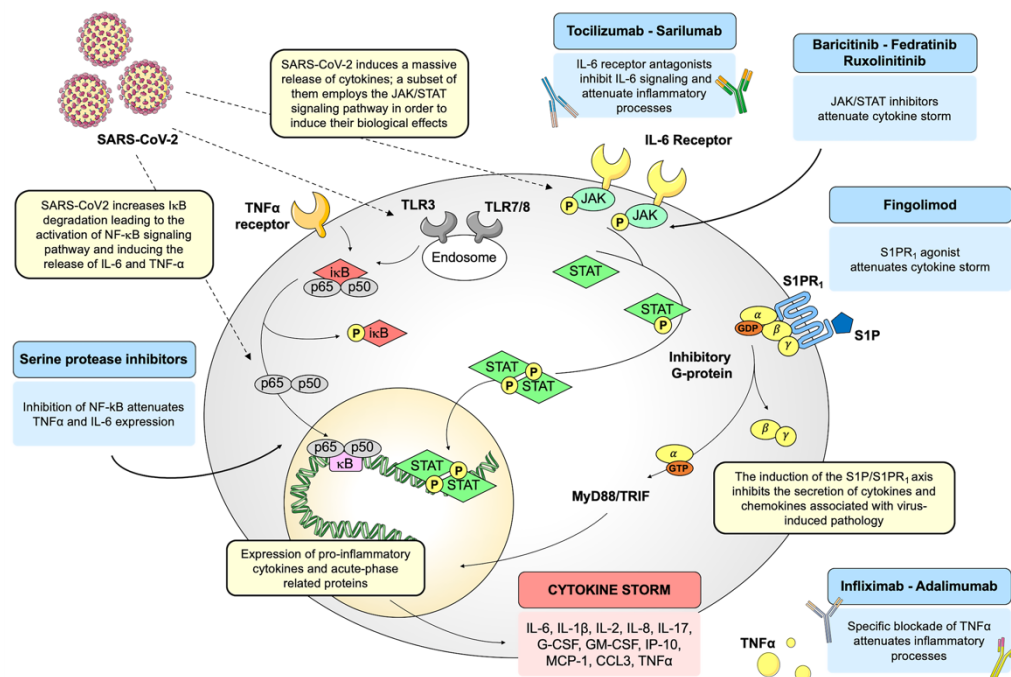 SARS-CoV-2
SARS-CoV-2 induces a massive
release of cytokines; a subset of
them employs the JAK/STAT
signaling pathway in order to
induce their biological effects
Tocilizumab - Sarilumab
IL-6 receptor antagonists
inhibit IL-6 signaling and
attenuate inflammatory
processes
IL-6 Receptor
Baricitinib - Fedratinib
Ruxolinitinib
JAK/STAT inhibitors
attenuate cytokine storm
SARS-CoV2 increases IκB
degradation leading to the
activation of NF-κB signaling
pathway and inducing the
release of IL-6 and TNF-α
TNFα
receptor
TLR3
TLR7/8
Endosome
P
JAK
P
JAK
Fingolimod
S1PR₁ agonist
attenuates cytokine storm
iκB
p65
p50
P
iκB
p65
p50
STAT
STAT
P
STAT
P
P
STAT
S1PR₁
S1P
α
GDP
β
γ
Inhibitory
G-protein
β
γ
α
GTP
MyD88/TRIF
Serine protease inhibitors
Inhibition of NF-kB attenuates
TNFα and IL-6 expression
p65
p50
κB
STAT
P
P
STAT
The induction of the S1P/S1PR₁ axis
inhibits the secretion of cytokines and
chemokines associated with virus-
induced pathology
Expression of pro-inflammatory
cytokines and acute-phase
related proteins
CYTOKINE STORM
IL-6, IL-1β, IL-2, IL-8, IL-17,
G-CSF, GM-CSF, IP-10,
MCP-1, CCL3, TNFα
Infliximab - Adalimumab
Specific blockade of TNFα
attenuates inflammatory
processes
TNFα